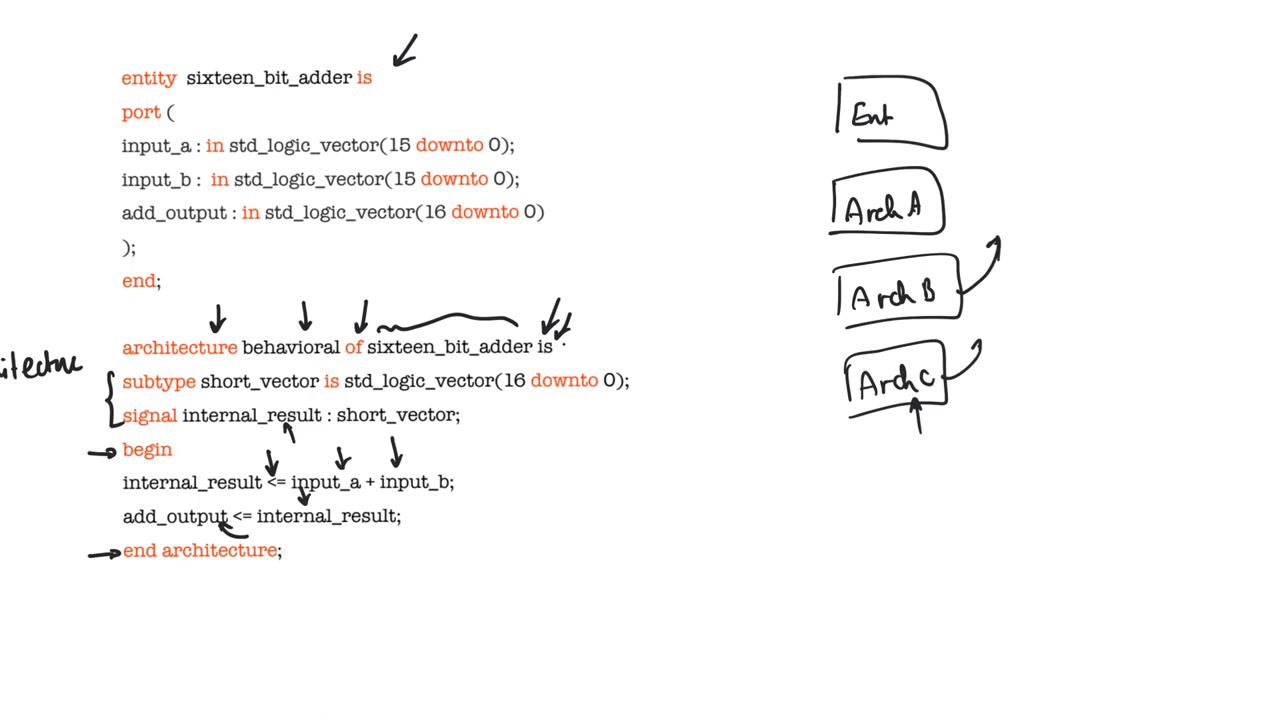 entity sixteen_bit_adder is
port (
input_a : in std_logic_vector(15 downto 0);
input_b : in std_logic_vector(15 downto 0);
add_output : in std_logic_vector(16 downto 0)
);
end;
architecture behavioral of sixteen_bit_adder is
subtype short_vector is std_logic_vector(16 downto 0);
signal internal_result : short_vector;
begin
internal_result <= input_a + input_b;
add_output <= internal_result;
end architecture;
itecture
Ent
Arch A
Arch B
Arch C